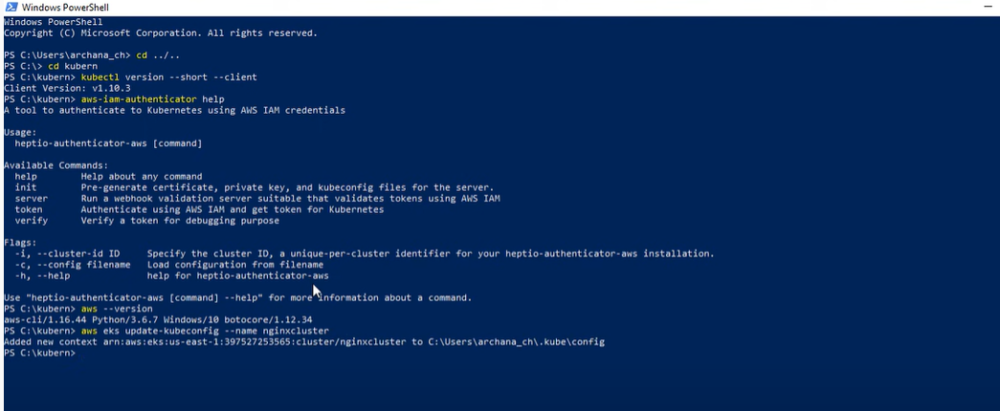 Windows PowerShell
Windows PowerShell
Copyright (C) Microsoft Corporation. All rights reserved.
PS C:\Users\archana_ch> cd ../..
PS C:\> cd kubern
PS C:\kubern> kubectl version --short --client
Client Version: v1.10.3
PS C:\kubern> aws-iam-authenticator help
A tool to authenticate to Kubernetes using AWS IAM credentials
Usage:
  heptio-authenticator-aws [command]
Available Commands:
  help        Help about any command
  init        Pre-generate certificate, private key, and kubeconfig files for the server.
  server      Run a webhook validation server suitable that validates tokens using AWS IAM
  token       Authenticate using AWS IAM and get token for Kubernetes
  verify      Verify a token for debugging purpose
Flags:
  -i, --cluster-id ID     Specify the cluster ID, a unique-per-cluster identifier for your heptio-authenticator-aws installation.
  -c, --config filename   Load configuration from filename
  -h, --help              help for heptio-authenticator-aws
Use "heptio-authenticator-aws [command] --help" for more information about a command.
PS C:\kubern> aws --version
aws-cli/1.16.44 Python/3.6.7 Windows/10 botocore/1.12.34
PS C:\kubern> aws eks update-kubeconfig --name nginxcluster
Added new context arn:aws:eks:us-east-1:397527253565:cluster/nginxcluster to C:\Users\archana_ch\.kube\config
PS C:\kubern>